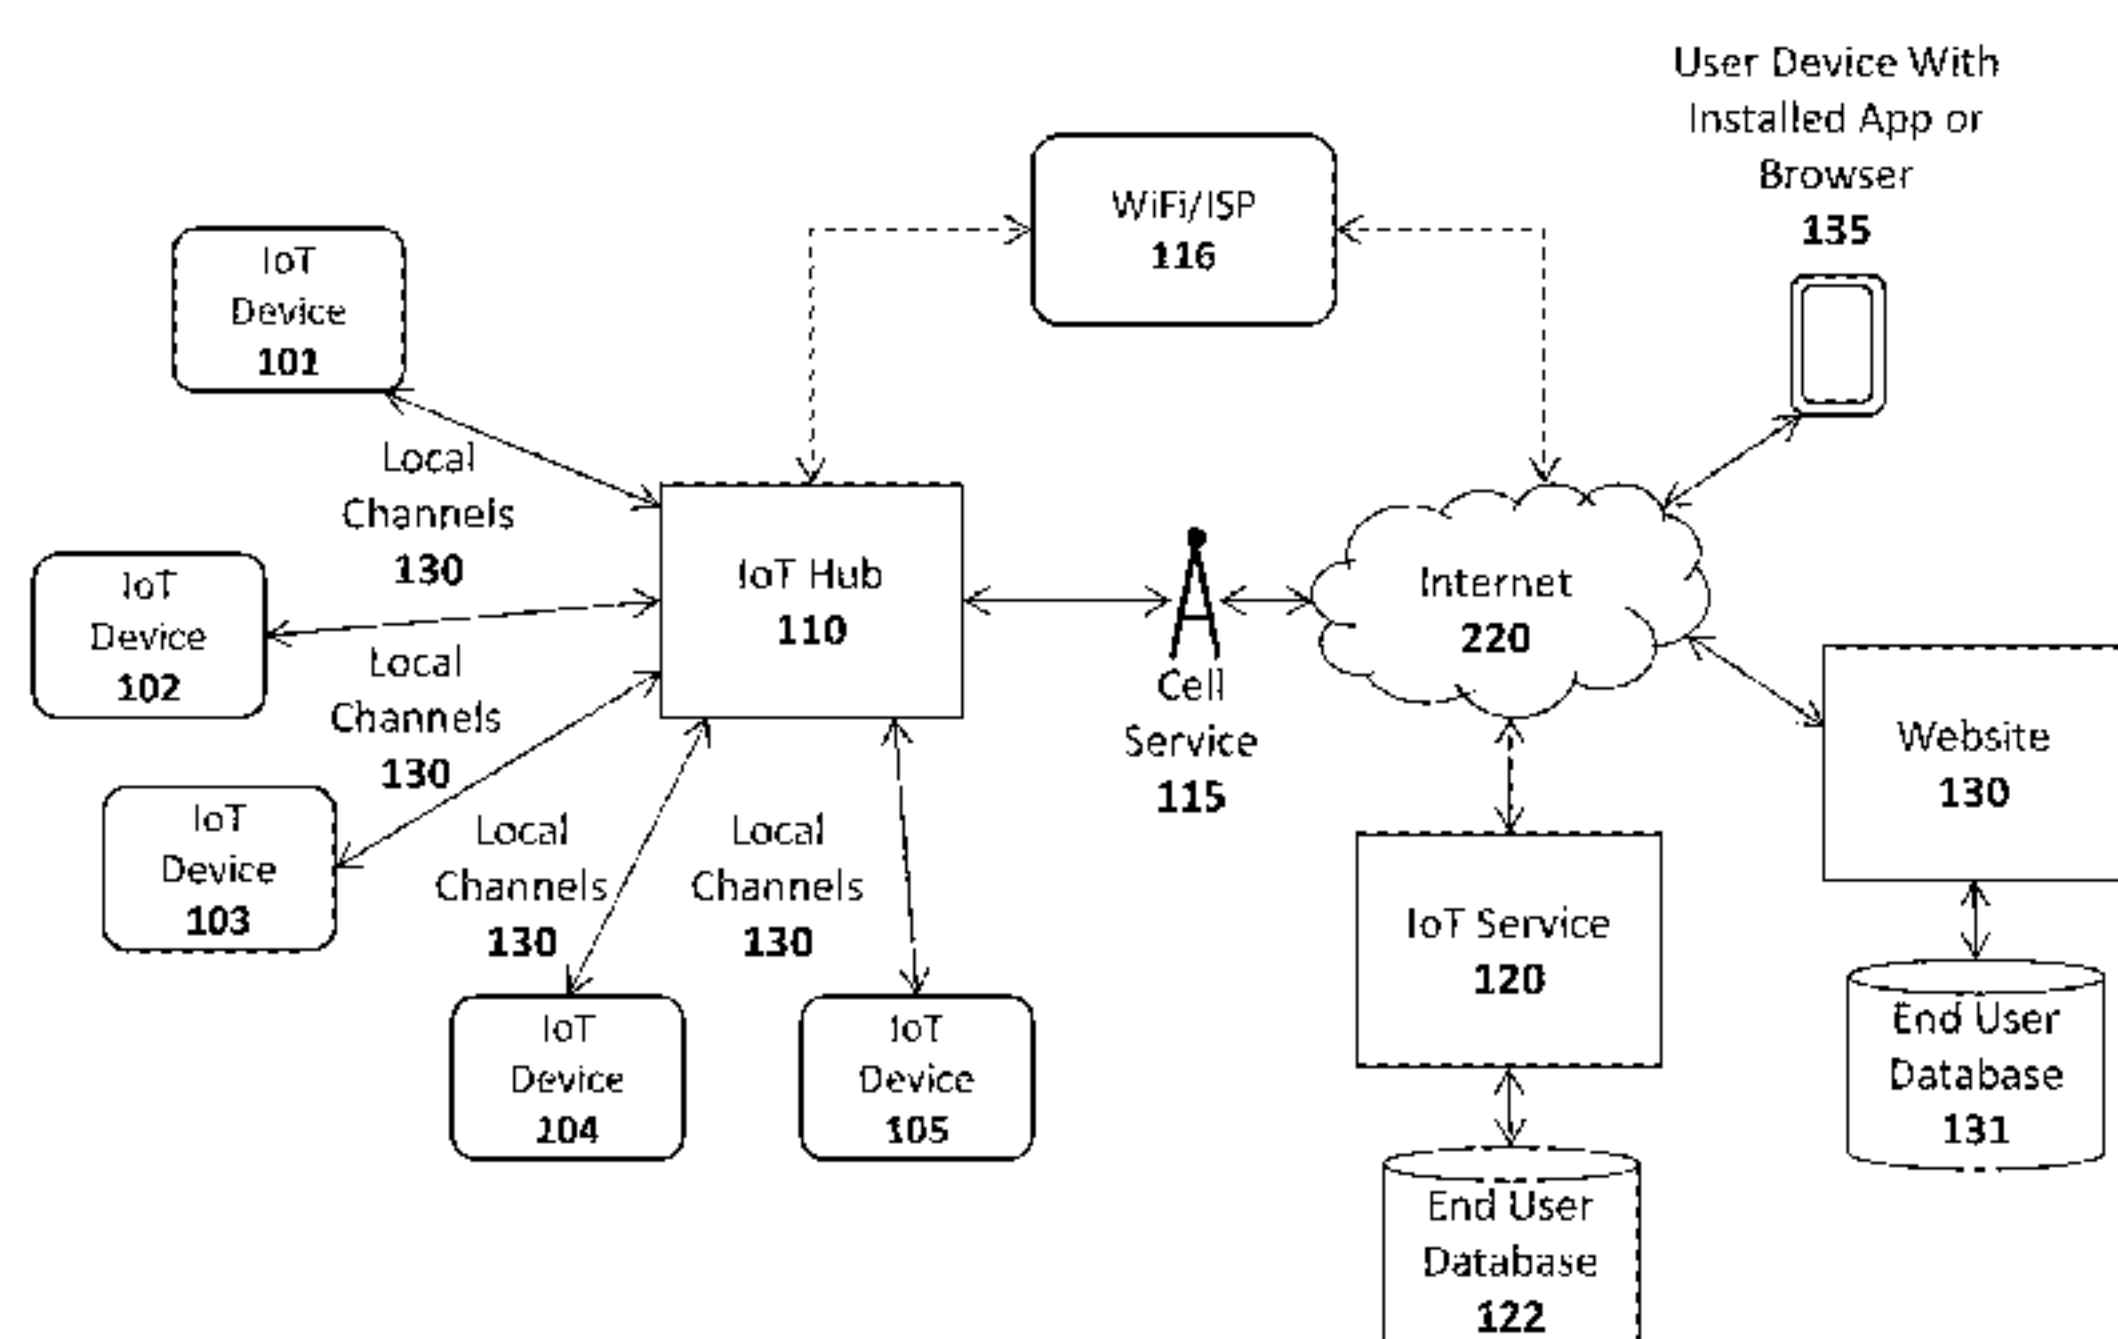 User Device With
Installed App or
Browser
135
WiFi/ISP
116
IoT
Device
101
Local
Channels
130
IoT Hub
110
Internet
220
IoT
Device
102
Local
Channels
130
Cell
Service
115
Website
130
IoT
Device
103
Local
Channels
130
Local
Channels
130
IoT Service
120
IoT
Device
104
IoT
Device
105
End User
Database
131
End User
Database
122